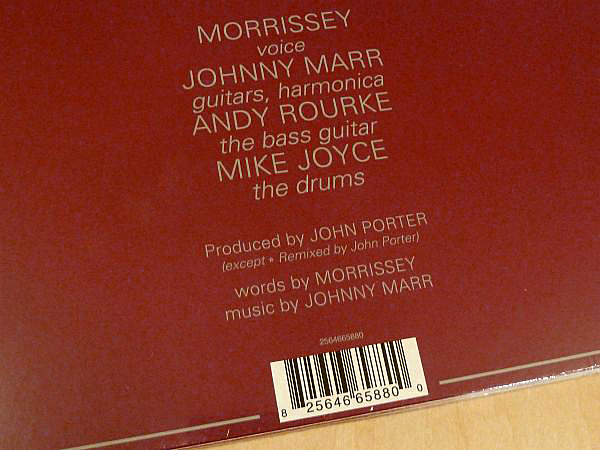 MORRISSEY
voice
JOHNNY MARR
guitars, harmonica
ANDY ROURKE
the bass guitar
MIKE JOYCE
the drums
Produced by JOHN PORTER
(except * Remixed by John Porter)
words by MORRISSEY
music by JOHNNY MARR
2564665880
8 25646 65880 0